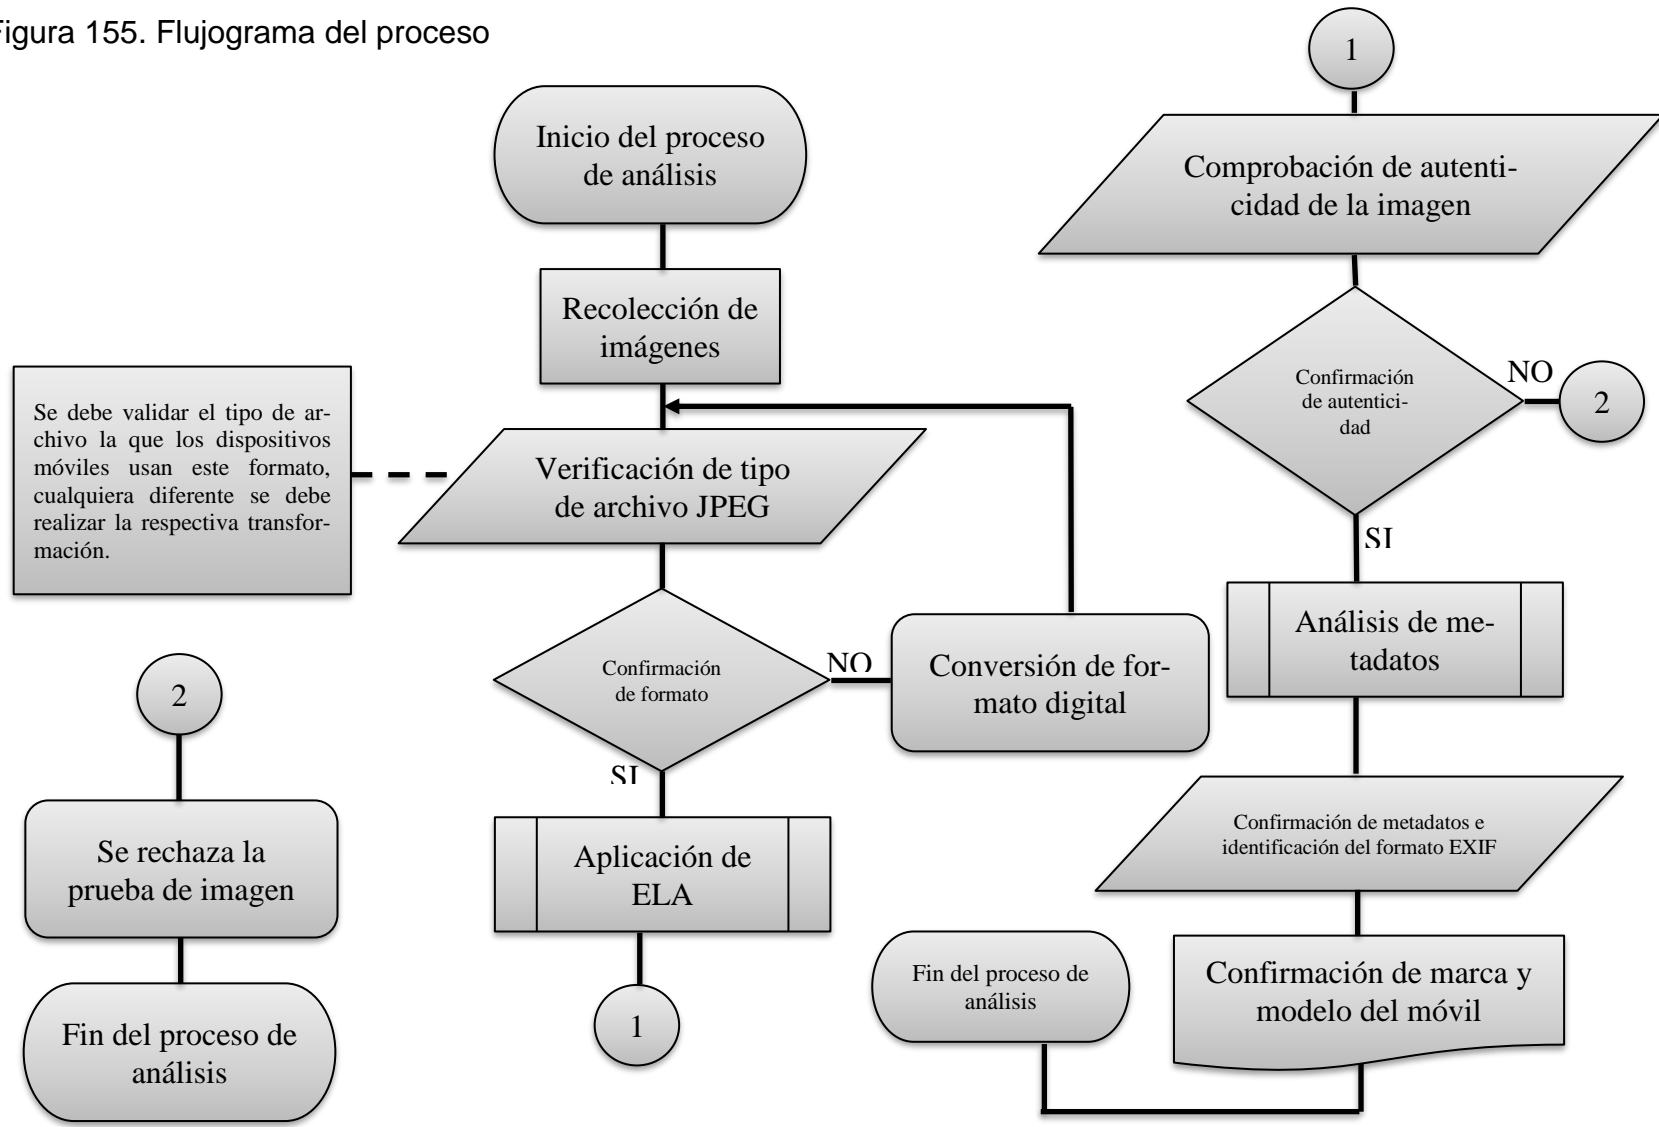 Figura 155. Flujograma del proceso
Inicio del proceso
de análisis
Recolección de
imágenes
Se debe validar el tipo de ar-
chivo la que los dispositivos
móviles usan este formato,
cualquiera diferente se debe
realizar la respectiva transfor-
mación.
Verificación de tipo
de archivo JPEG
Confirmación
de formato
NO
Conversión de for-
mato digital
SI
Aplicación de
ELA
1
2
Se rechaza la
prueba de imagen
Fin del proceso de
análisis
1
Comprobación de autenti-
cidad de la imagen
Confirmación
de autentici-
dad
NO
2
SI
Análisis de me-
tadatos
Confirmación de metadatos e
identificación del formato EXIF
Confirmación de marca y
modelo del móvil
Fin del proceso de
análisis